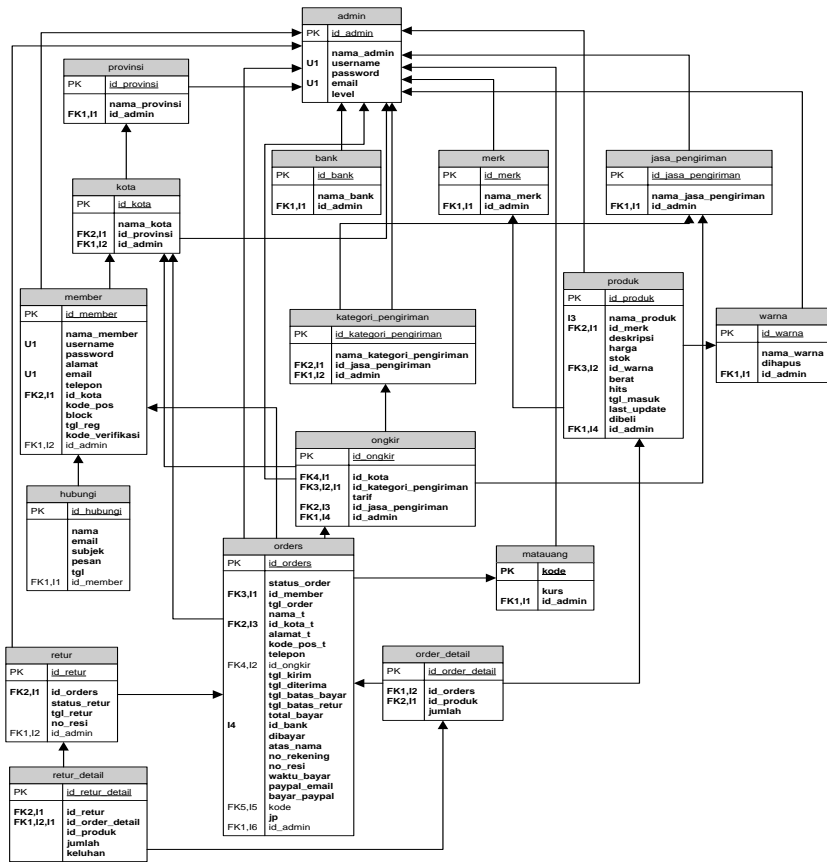 admin
PK id_admin
nama_admin
U1 username
password
U1 email
level
provinsi
PK id_provinsi
nama_provinsi
FK1,I1 id_admin
bank
PK id_bank
nama_bank
FK1,I1 id_admin
merk
PK id_merk
nama_merk
FK1,I1 id_admin
jasa_pengiriman
PK id_jasa_pengiriman
nama_jasa_pengiriman
FK1,I1 id_admin
kota
PK id_kota
nama_kota
FK2,I1 id_provinsi
FK1,I2 id_admin
produk
PK id_produk
I3 nama_produk
FK2,I1 id_merk
deskripsi
harga
stok
FK3,I2 id_warna
berat
hits
tgl_masuk
last_update
dibeli
FK1,I4 id_admin
member
PK id_member
nama_member
U1 username
password
alamat
U1 email
telepon
FK2,I1 id_kota
kode_pos
block
tgl_reg
kode_verifikasi
FK1,I2 id_admin
kategori_pengiriman
PK id_kategori_pengiriman
nama_kategori_pengiriman
FK2,I1 id_jasa_pengiriman
FK1,I2 id_admin
warna
PK id_warna
nama_warna
dihapus
FK1,I1 id_admin
ongkir
PK id_ongkir
FK4,I1 id_kota
FK3,I2,I1 id_kategori_pengiriman
tarif
FK2,I3 id_jasa_pengiriman
FK1,I4 id_admin
hubungi
PK id_hubungi
nama
email
subjek
pesan
tgl
FK1,I1 id_member
orders
PK id_orders
status_order
FK3,I1 id_member
tgl_order
nama_t
FK2,I3 id_kota_t
alamat_t
kode_pos_t
telepon
FK4,I2 id_ongkir
tgl_kirim
tgl_diterima
tgl_batas_bayar
tgl_batas_retur
total_bayar
I4 id_bank
dibayar
atas_nama
no_rekening
no_resi
waktu_bayar
paypal_email
bayar_paypal
FK5,I5 kode
jp
FK1,I6 id_admin
matauang
PK kode
kurs
FK1,I1 id_admin
retur
PK id_retur
FK2,I1 id_orders
status_retur
tgl_retur
no_resi
FK1,I2 id_admin
order_detail
PK id_order_detail
FK1,I2 id_orders
FK2,I1 id_produk
jumlah
retur_detail
PK id_retur_detail
FK2,I1 id_retur
FK1,I2,I1 id_order_detail
id_produk
jumlah
keluhan